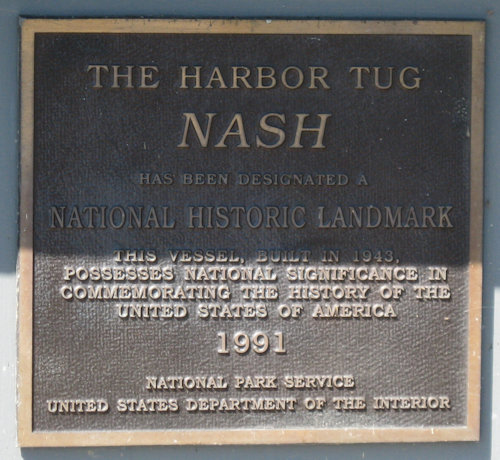 THE HARBOR TUG
NASH
HAS BEEN DESIGNATED A
NATIONAL HISTORIC LANDMARK
THIS VESSEL, BUILT IN 1943,
POSSESSES NATIONAL SIGNIFICANCE IN
COMMEMORATING THE HISTORY OF THE
UNITED STATES OF AMERICA
1991
NATIONAL PARK SERVICE
UNITED STATES DEPARTMENT OF THE INTERIOR